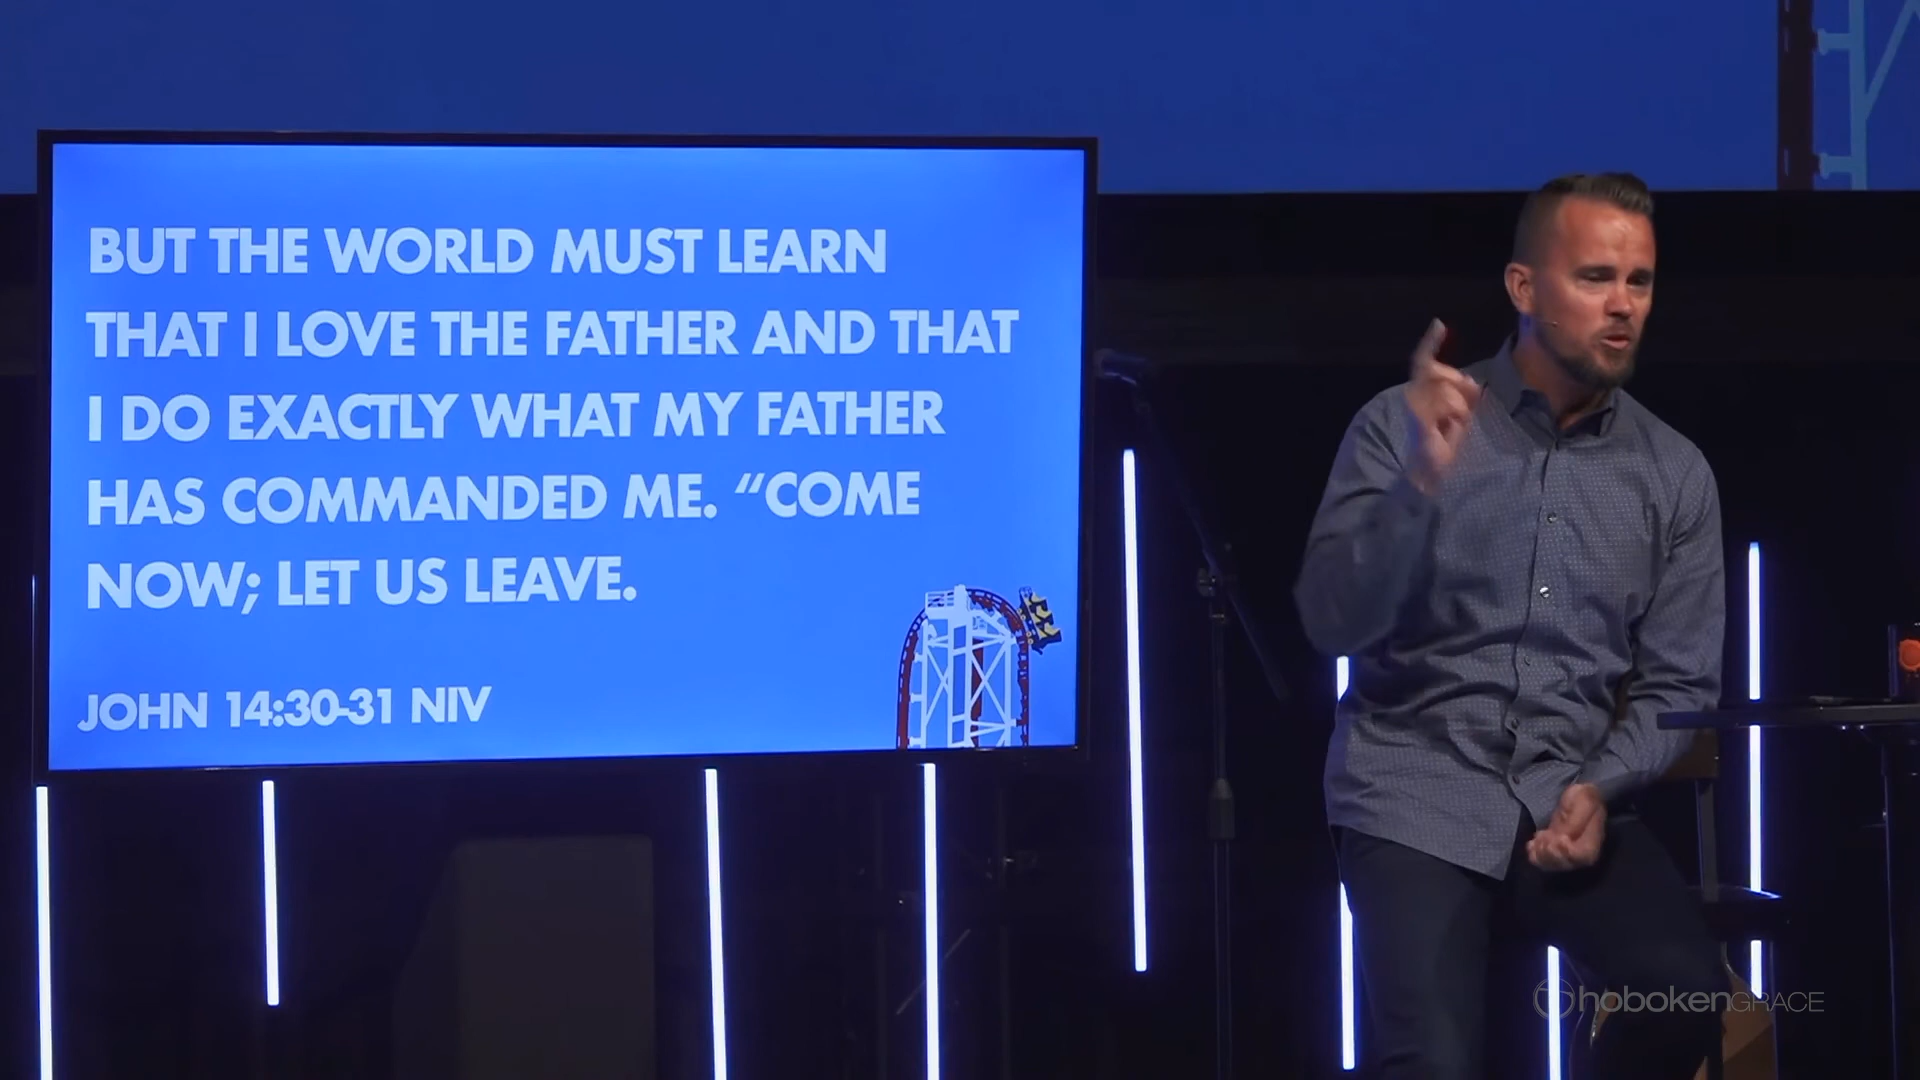 BUT THE WORLD MUST LEARN
THAT I LOVE THE FATHER AND THAT
I DO EXACTLY WHAT MY FATHER
HAS COMMANDED ME. “COME
NOW; LET US LEAVE.
JOHN 14:30-31 NIV
hobokenGRACE